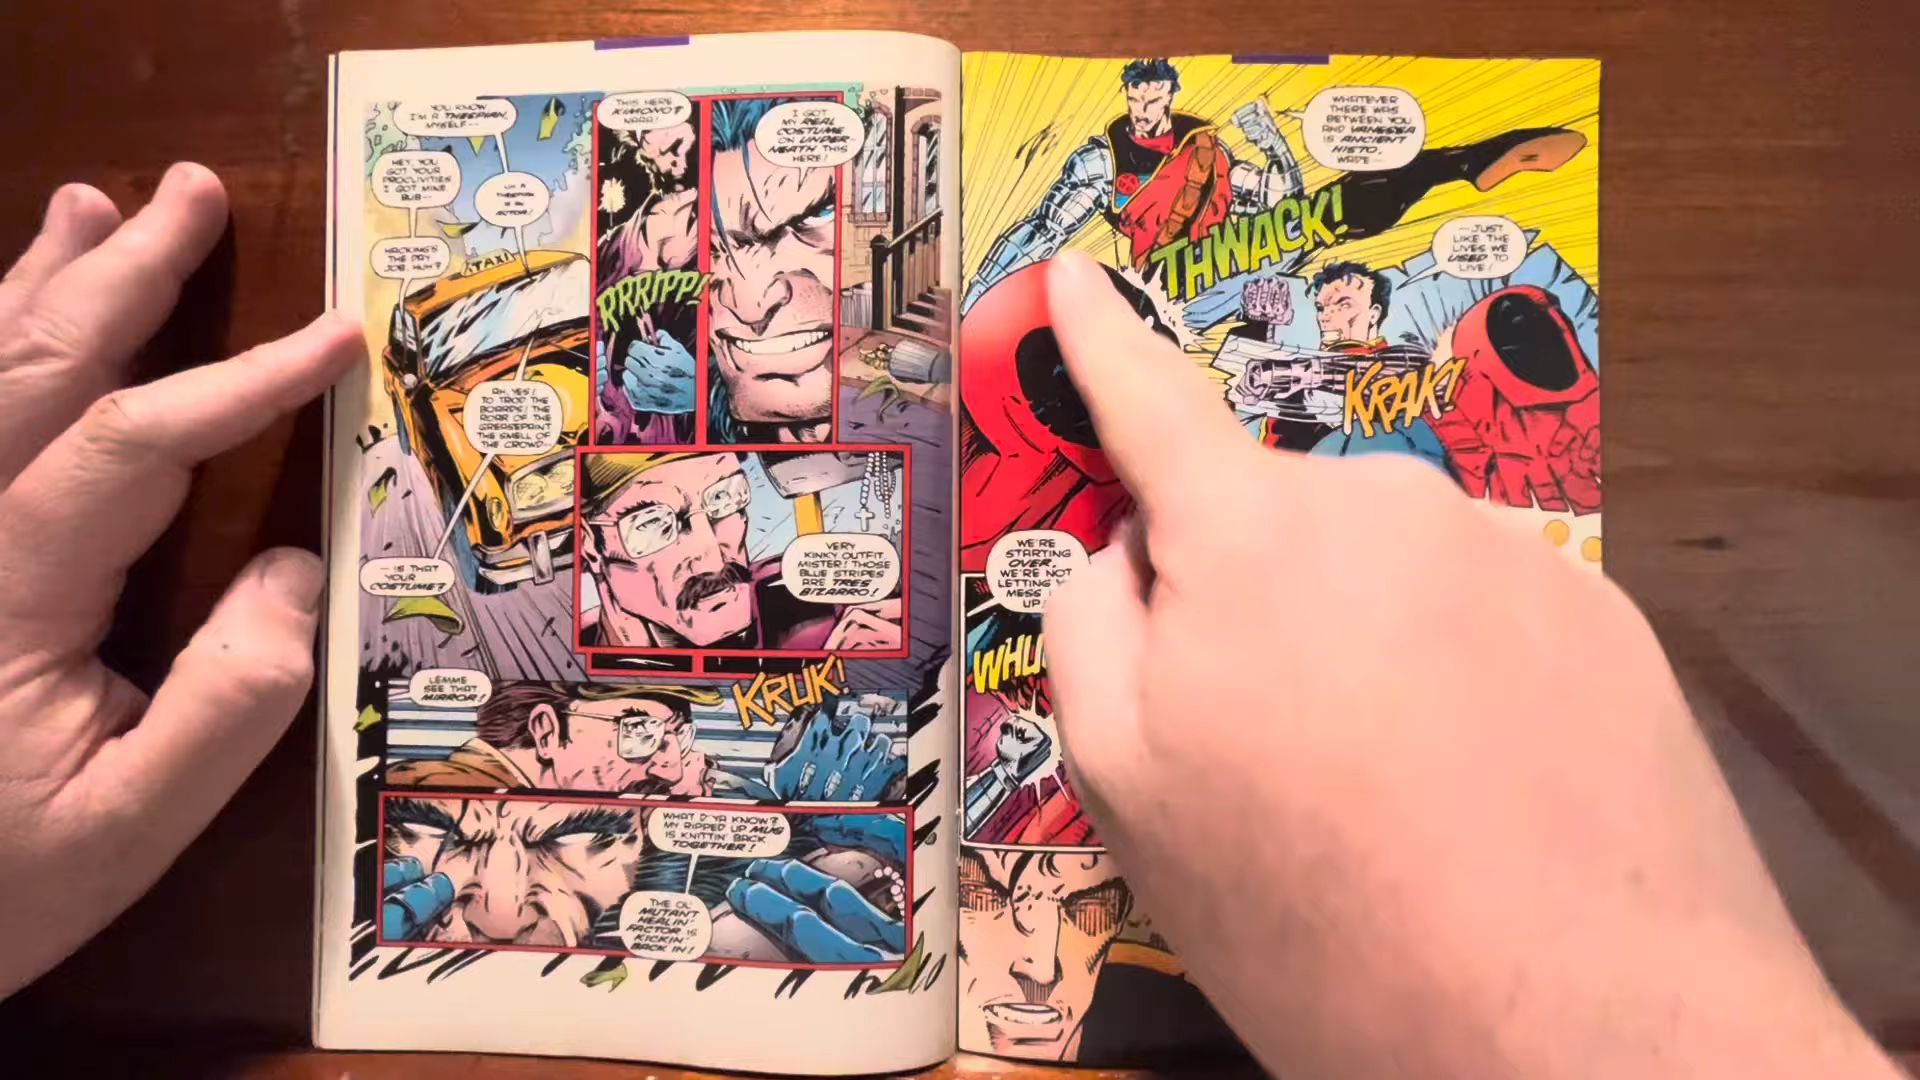 YOU KNOW
I'M A THESPIAN,
MYSELF--
HEY, YOU
GOT YOUR
PROCLIVITIES
I GOT MINE,
BUB--
IS AN
ACTOR!
HACKING'S
THE DAY
JOB, HUH?
TAXI
AH, YES!
TO TROD THE
BOARDS! THE
ROAR OF THE
GREASEPAINT
THE SMELL OF
THE CROWD--
--IS THAT
YOUR
COSTUME?
THIS HERE
KIMONO?
NAAA!
RRRIPP!
I GOT
MY REAL
COSTUME
ON UNDER-
NEATH THIS
HERE!
VERY
KINKY OUTFIT,
MISTER! THOSE
BLUE STRIPES
ARE TRES
BIZARRO!
LEMME
SEE THAT
MIRROR!
KRUK!
WHAT D'YA KNOW?
MY RIPPED UP MUG
IS KNITTIN' BACK
TOGETHER!
THE OL'
MUTANT
HEALIN'
FACTOR IS
KICKIN'
BACK IN!
WHATEVER
THERE WAS
BETWEEN YOU
AND VANESSA
IS ANCIENT
HISTO,
WADE--
THWACK!
--JUST
LIKE THE
LIVES WE
USED TO
LIVE!
KRAK!
WE'RE
STARTING
OVER,
WE'RE NOT
LETTING
MESS
UP!
WHU